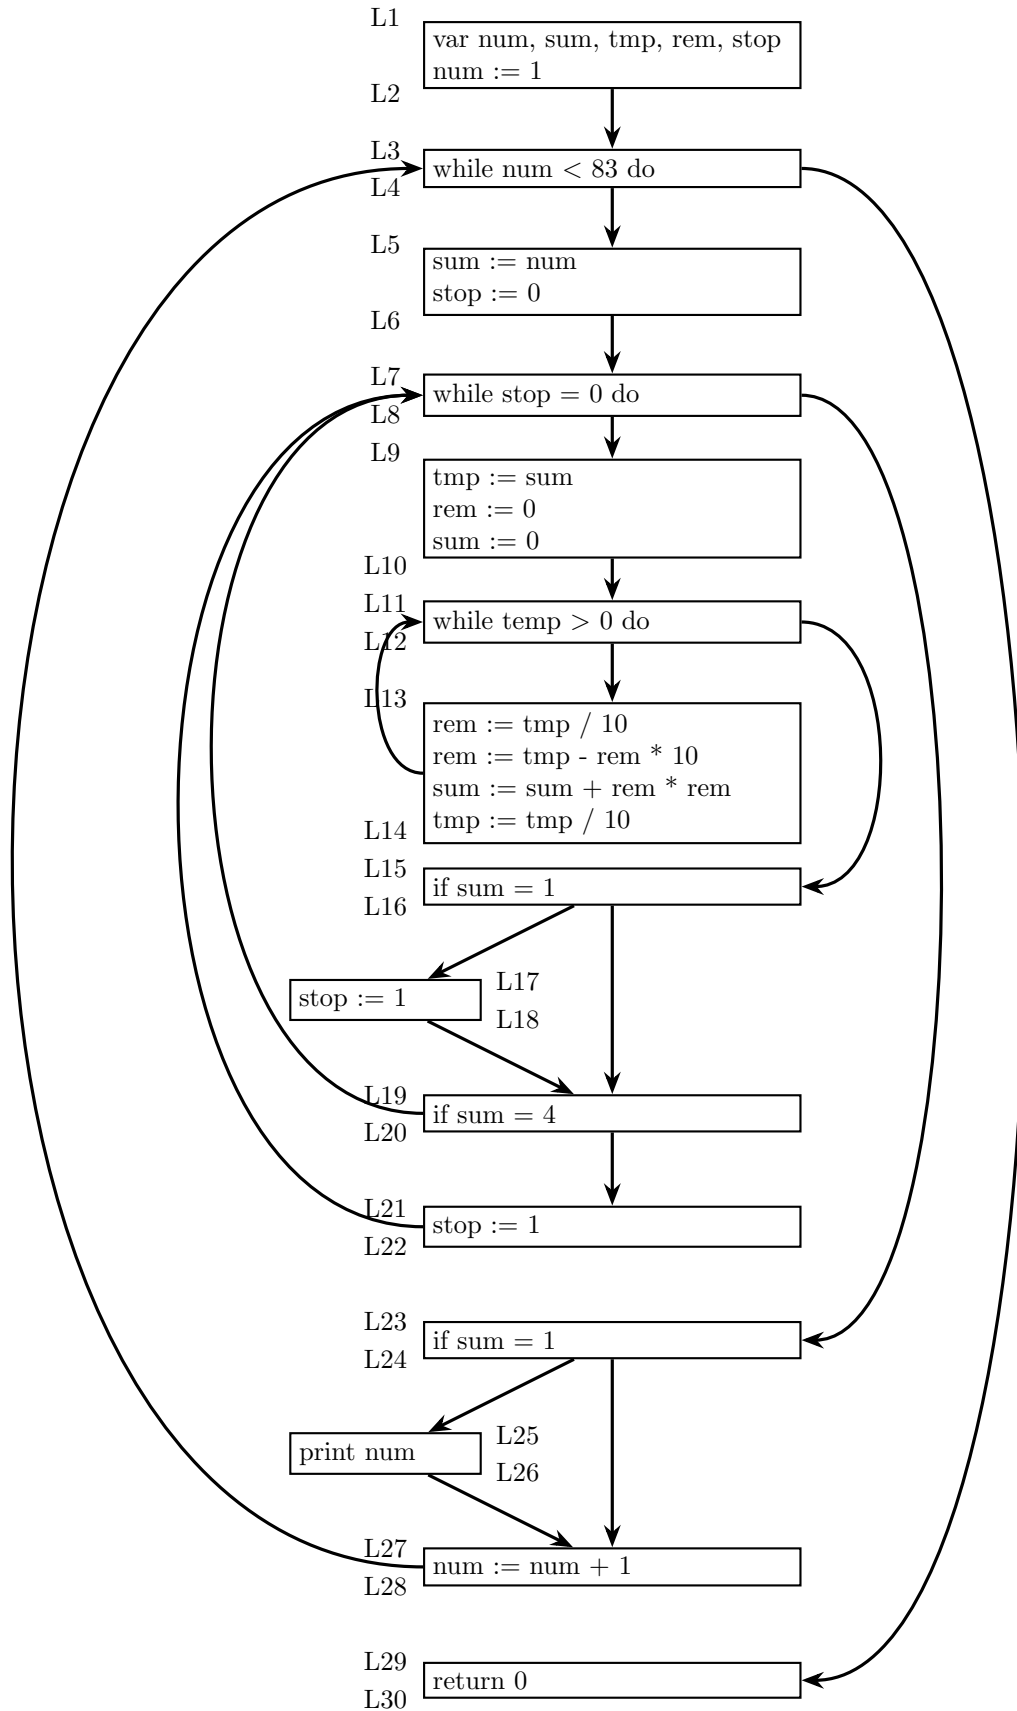 L1
var num, sum, tmp, rem, stop
num := 1
L2
L3
while num < 83 do
L4
L5
sum := num
stop := 0
L6
L7
while stop = 0 do
L8
L9
tmp := sum
rem := 0
sum := 0
L10
L11
while temp > 0 do
L12
L13
rem := tmp / 10
rem := tmp - rem * 10
sum := sum + rem * rem
tmp := tmp / 10
L14
L15
if sum = 1
L16
L17
stop := 1
L18
L19
if sum = 4
L20
L21
stop := 1
L22
L23
if sum = 1
L24
L25
print num
L26
L27
num := num + 1
L28
L29
return 0
L30